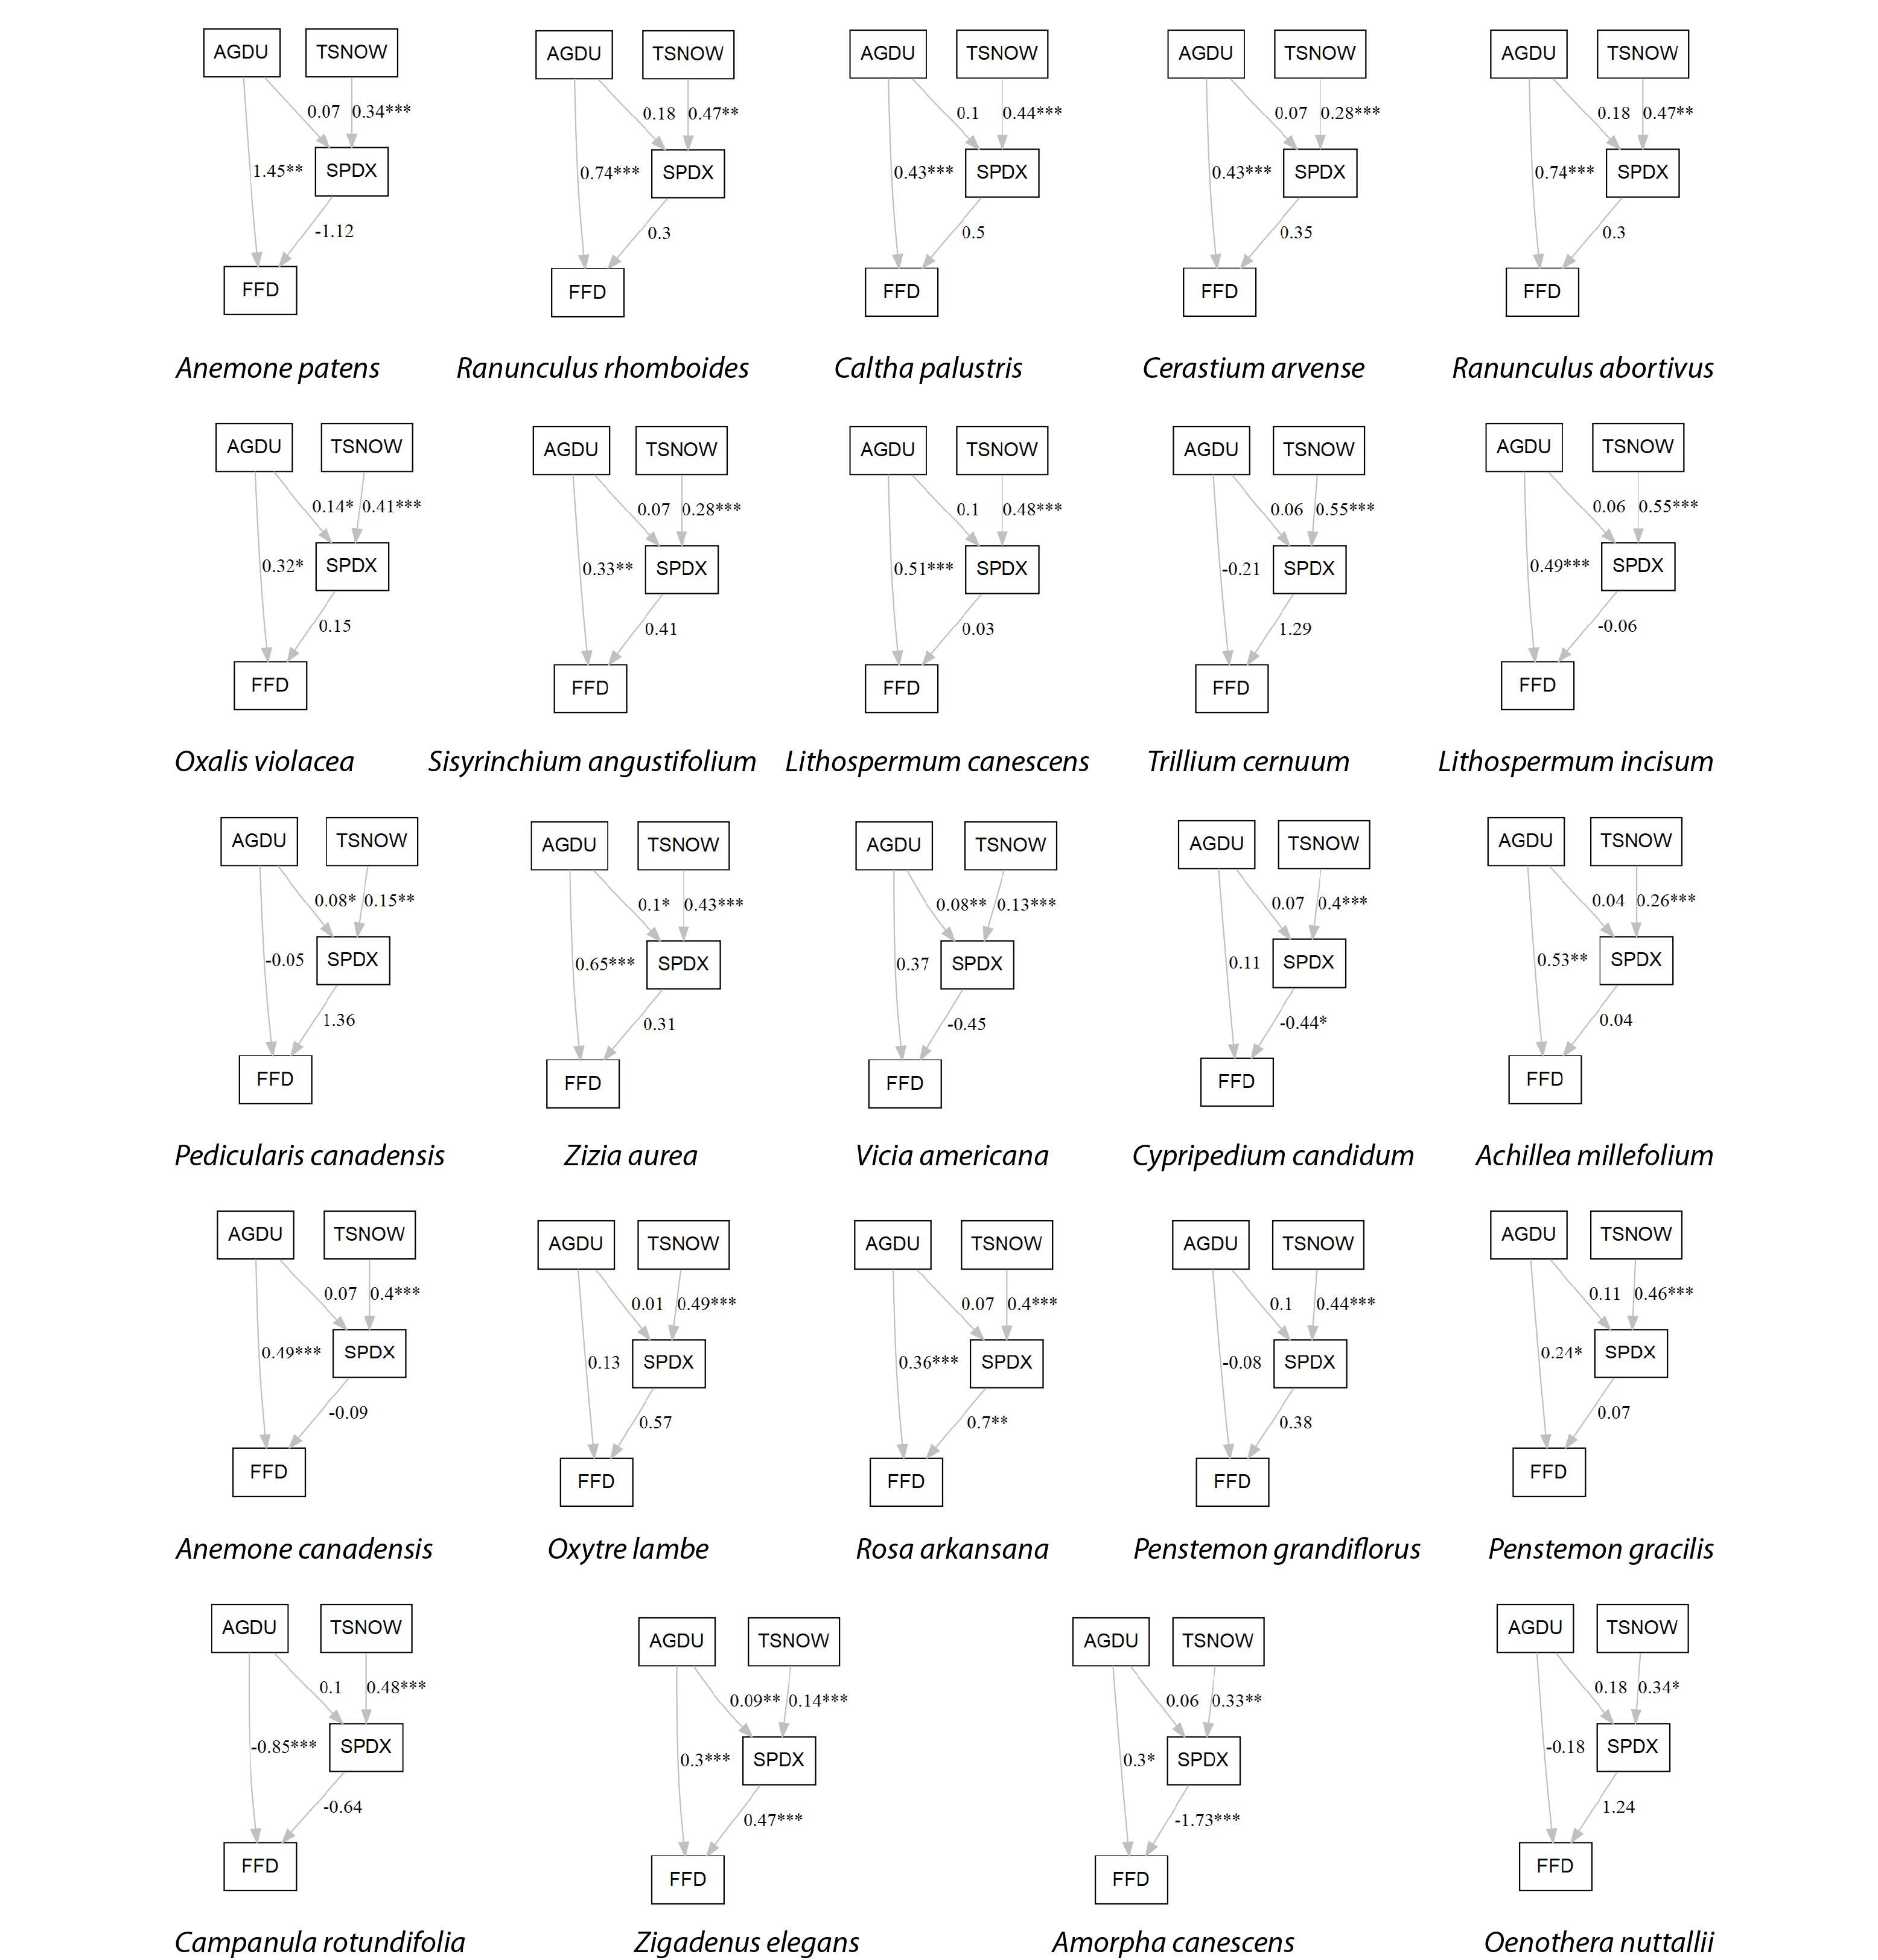 AGDU TSNOW AGDU TSNOW AGDU TSNOW AGDU TSNOW AGDU TSNOW
0.07 0.34*** 0.18 0.47** 0.1 0.44*** 0.07 0.28*** 0.18 0.47**
1.45** SPDX 0.74*** SPDX 0.43*** SPDX 0.43*** SPDX 0.74*** SPDX
-1.12 0.3 0.5 0.35 0.3
FFD FFD FFD FFD FFD
Anemone patens Ranunculus rhomboides Caltha palustris Cerastium arvense Ranunculus abortivus
AGDU TSNOW AGDU TSNOW AGDU TSNOW AGDU TSNOW AGDU TSNOW
0.14* 0.41*** 0.07 0.28*** 0.1 0.48*** 0.06 0.55*** 0.06 0.55***
0.32* SPDX 0.33** SPDX 0.51*** SPDX -0.21 SPDX 0.49*** SPDX
0.15 0.41 0.03 1.29 -0.06
FFD FFD FFD FFD FFD
Oxalis violacea Sisyrinchium angustifolium Lithospermum canescens Trillium cernuum Lithospermum incisum
AGDU TSNOW AGDU TSNOW AGDU TSNOW AGDU TSNOW AGDU TSNOW
0.08* 0.15** 0.1* 0.43*** 0.08** 0.13*** 0.07 0.4*** 0.04 0.26***
-0.05 SPDX 0.65*** SPDX 0.37 SPDX 0.11 SPDX 0.53** SPDX
1.36 0.31 -0.45 -0.44* 0.04
FFD FFD FFD FFD FFD
Pedicularis canadensis Zizia aurea Vicia americana Cypripedium candidum Achillea millefolium
AGDU TSNOW AGDU TSNOW AGDU TSNOW AGDU TSNOW AGDU TSNOW
0.07 0.4*** 0.01 0.49*** 0.07 0.4*** 0.1 0.44*** 0.11 0.46***
0.49*** SPDX 0.13 SPDX 0.36*** SPDX -0.08 SPDX 0.24* SPDX
-0.09 0.57 0.7** 0.38 0.07
FFD FFD FFD FFD FFD
Anemone canadensis Oxytre lambe Rosa arkansana Penstemon grandiflorus Penstemon gracilis
AGDU TSNOW AGDU TSNOW AGDU TSNOW AGDU TSNOW
0.1 0.48*** 0.09** 0.14*** 0.06 0.33** 0.18 0.34*
-0.85*** SPDX 0.3*** SPDX 0.3* SPDX -0.18 SPDX
-0.64 0.47*** -1.73*** 1.24
FFD FFD FFD FFD
Campanula rotundifolia Zigadenus elegans Amorpha canescens Oenothera nuttallii